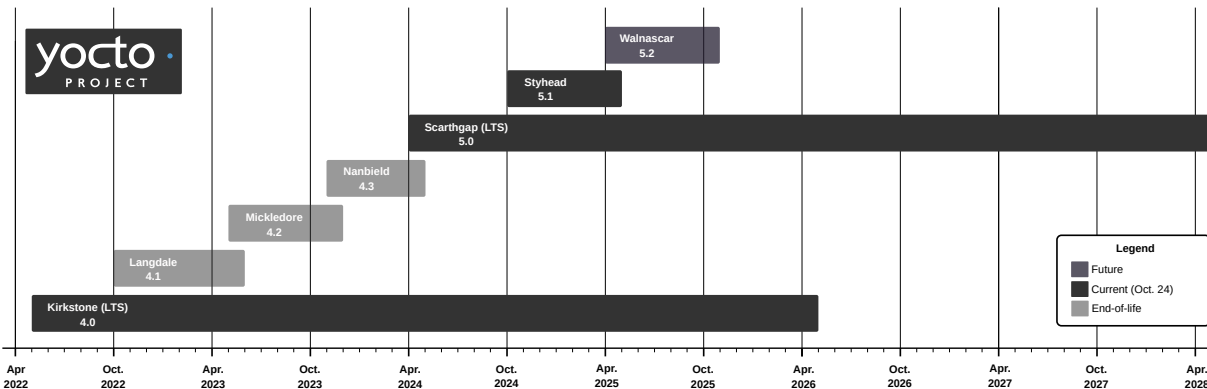 yocto
PROJECT
Walnascar
5.2
Styhead
5.1
Scarthgap (LTS)
5.0
Nanbield
4.3
Mickledore
4.2
Langdale
4.1
Kirkstone (LTS)
4.0
Legend
Future
Current (Oct. 24)
End-of-life
Apr
2022
Oct.
2022
Apr.
2023
Oct.
2023
Apr.
2024
Oct.
2024
Apr.
2025
Oct.
2025
Apr.
2026
Oct.
2026
Apr.
2027
Oct.
2027
Apr.
2028